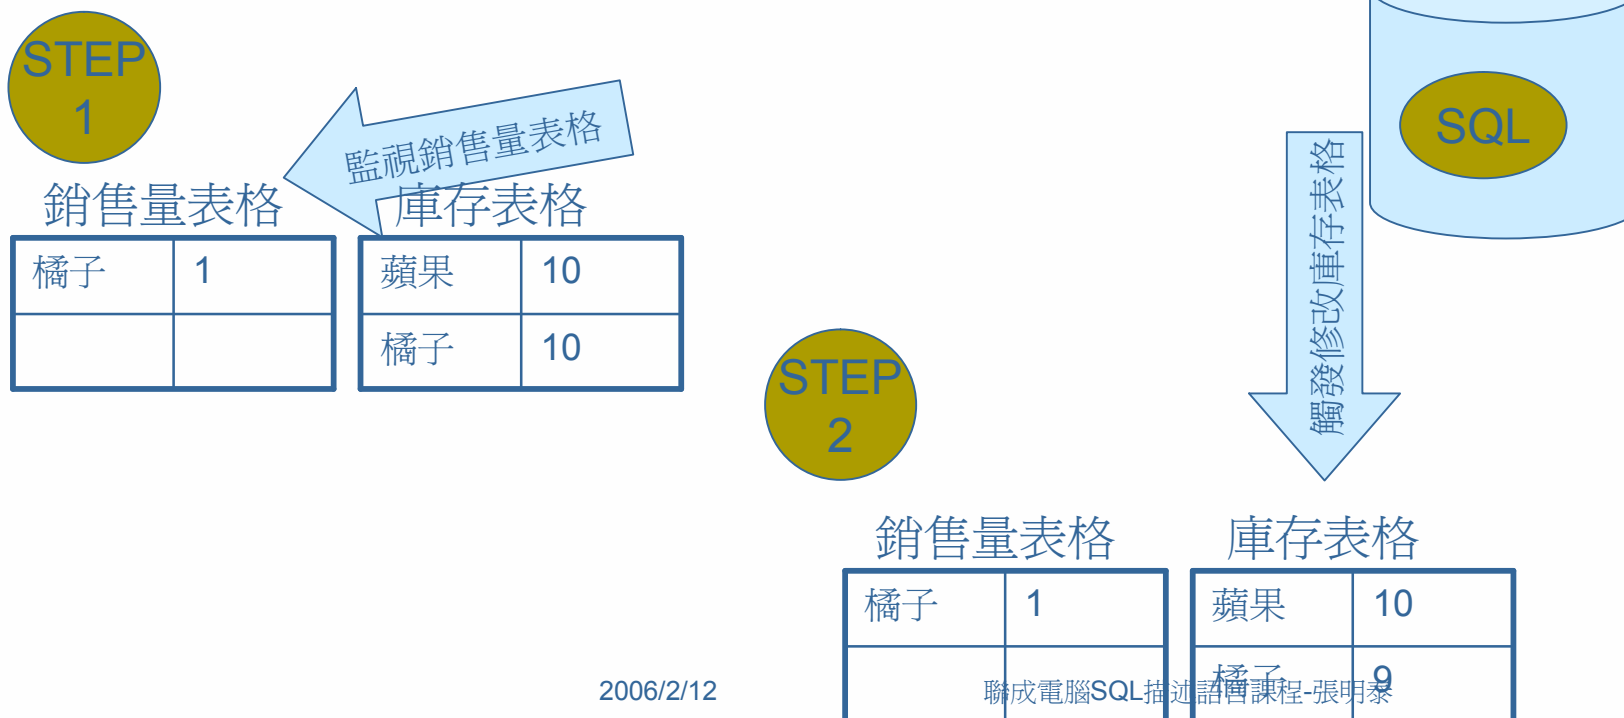 STEP
1
監視銷售量表格
銷售量表格
庫存表格
橘子 1
蘋果 10
橘子 10
SQL
觸發修改庫存表格
STEP
2
銷售量表格
庫存表格
橘子 1
蘋果 10
橘子 9
2006/2/12
聯成電腦SQL描述語言課程-張明泰